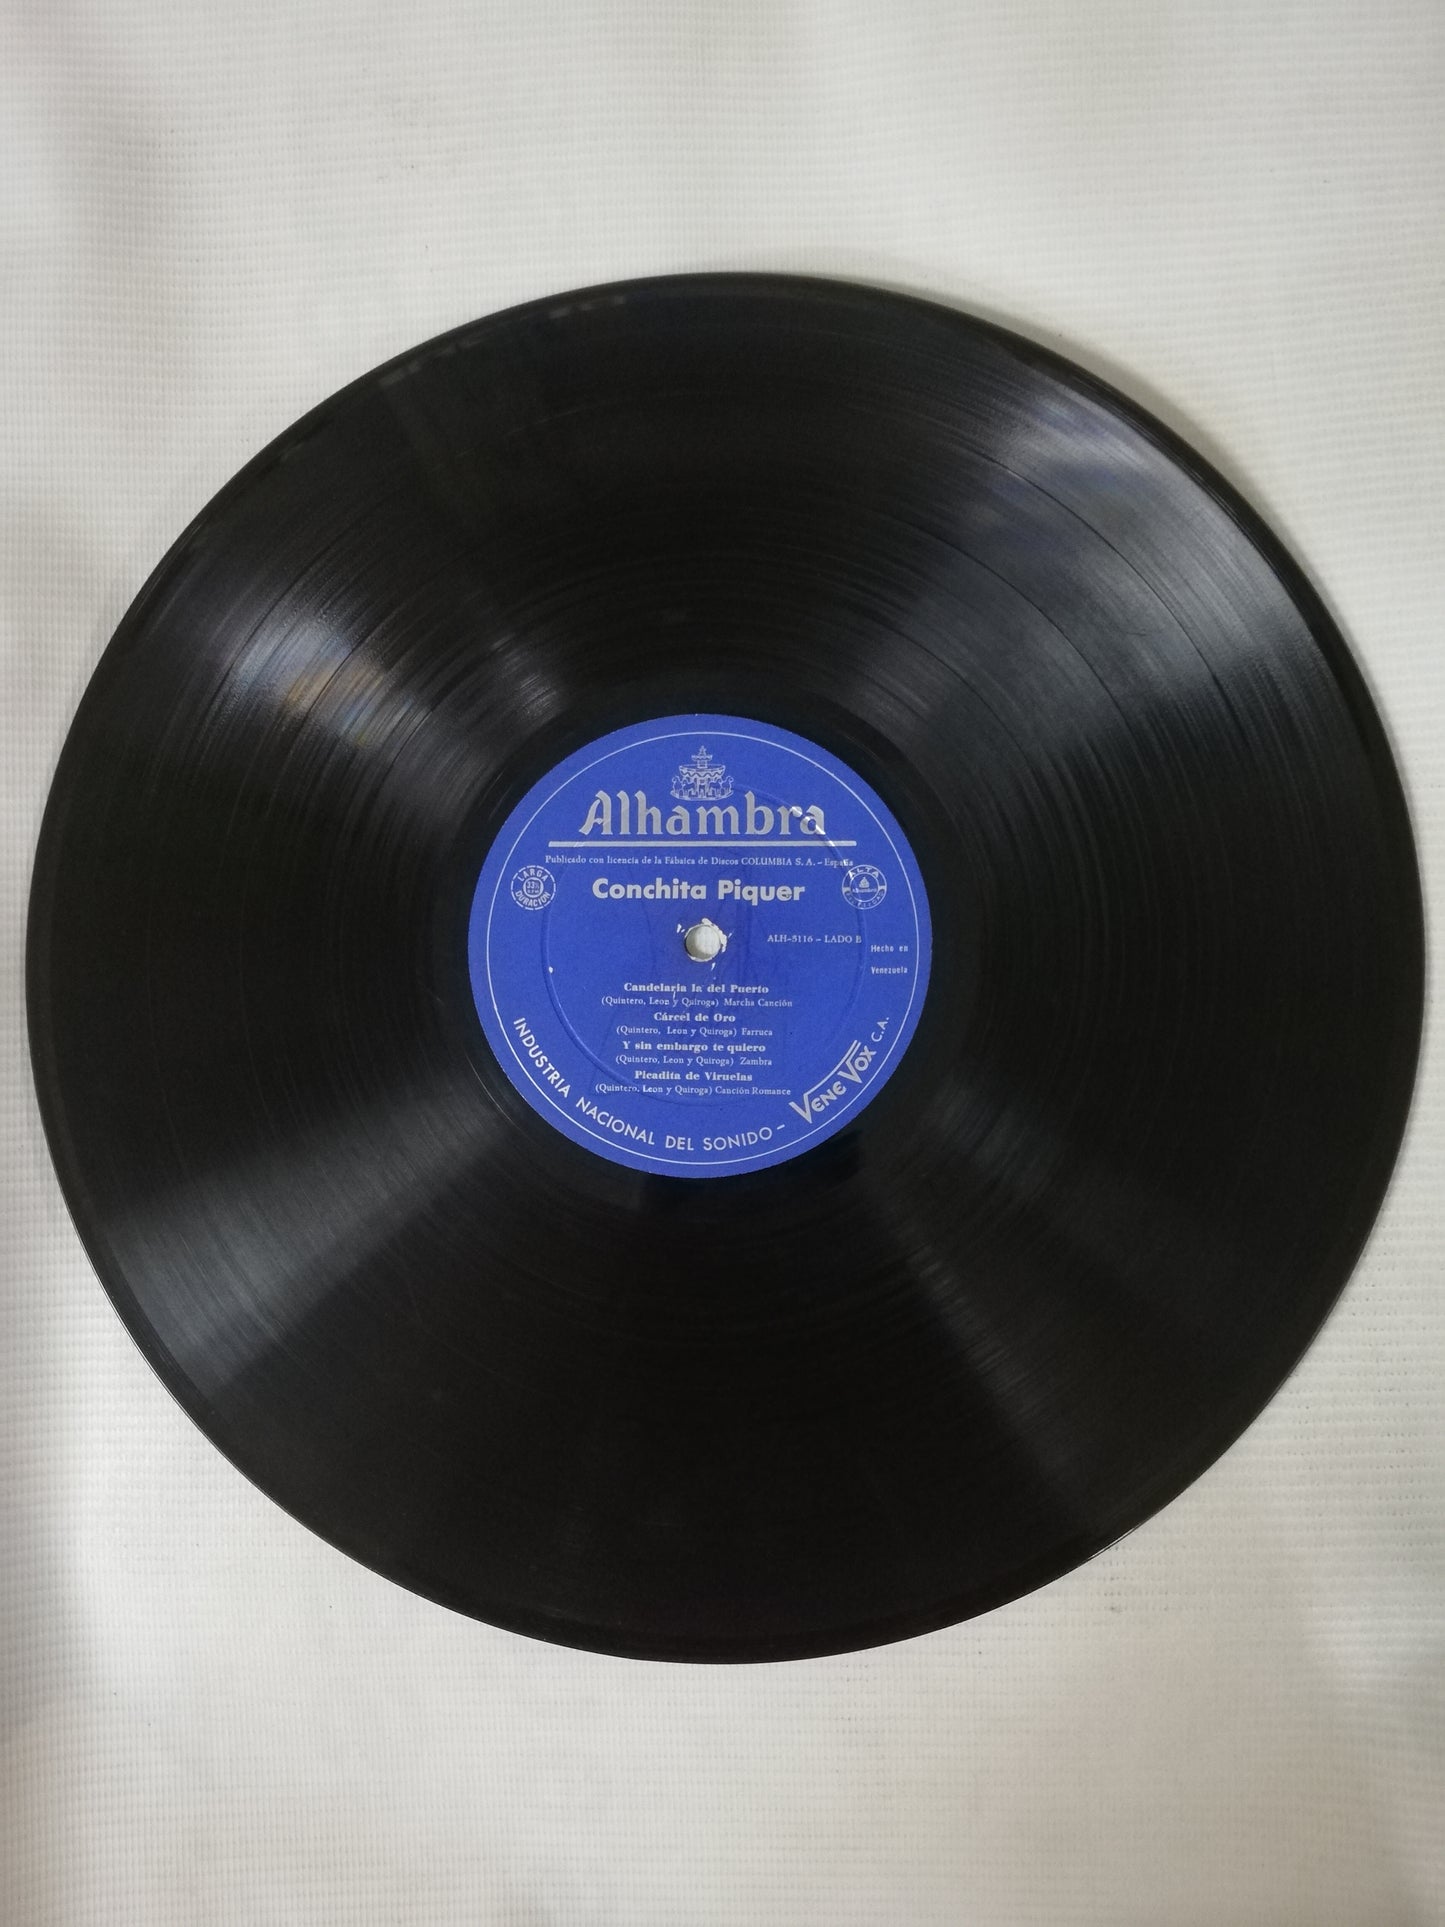 Alhambra
Publicado con licencia de la Fábrica de Discos COLUMBIA S. A. - España
LARGA
33⅓
DURACION
ALTA
Conchita Piquer
ALH-5116 - LADO B
Hecho en
Venezuela
Candelaria la del Puerto
(Quintero, Leon y Quiroga) Marcha Canción
Cárcel de Oro
(Quintero, Leon y Quiroga) Farruca
Y sin embargo te quiero
(Quintero, Leon y Quiroga) Zambra
Picadita de Viruelas
(Quintero, Leon y Quiroga) Canción Romance
INDUSTRIA NACIONAL DEL SONIDO - VENE VOX C.A.